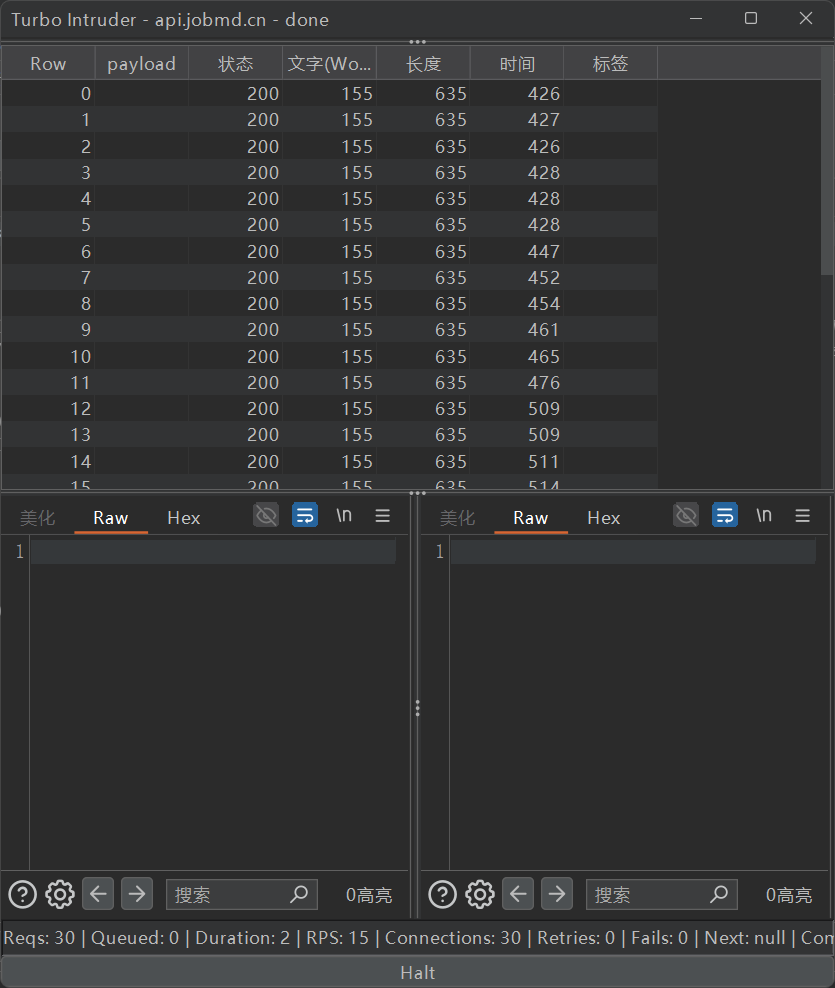 Turbo Intruder - api.jobmd.cn - done
Row payload 状态 文字(Wo... 长度 时间 标签
0 200 155 635 426
1 200 155 635 427
2 200 155 635 426
3 200 155 635 428
4 200 155 635 428
5 200 155 635 428
6 200 155 635 447
7 200 155 635 452
8 200 155 635 454
9 200 155 635 461
10 200 155 635 465
11 200 155 635 476
12 200 155 635 509
13 200 155 635 509
14 200 155 635 511
15 200 155 635 514
美化 Raw Hex \n 美化 Raw Hex \n
1 1
搜索 0高亮 搜索 0高亮
Reqs: 30 | Queued: 0 | Duration: 2 | RPS: 15 | Connections: 30 | Retries: 0 | Fails: 0 | Next: null | Con
Halt